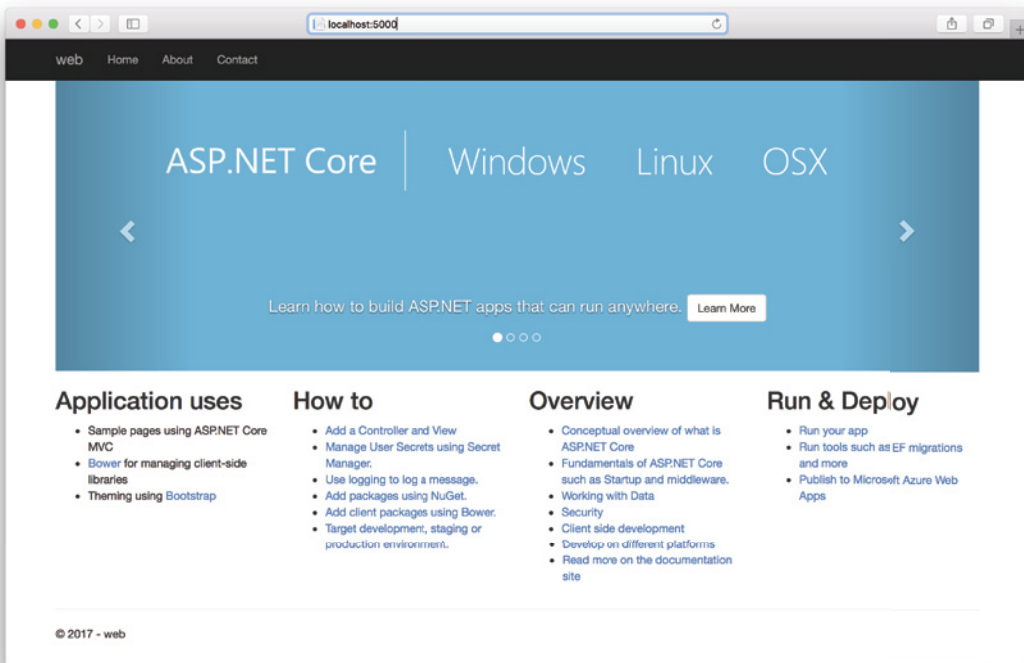 localhost:5000
web Home About Contact
ASP.NET Core Windows Linux OSX
Learn how to build ASP.NET apps that can run anywhere. Learn More
Application uses
Sample pages using ASP.NET Core
MVC
Bower for managing client-side
libraries
Theming using Bootstrap
How to
Add a Controller and View
Manage User Secrets using Secret
Manager.
Use logging to log a message.
Add packages using NuGet.
Add client packages using Bower.
Target development, staging or
production environment.
Overview
Conceptual overview of what is
ASP.NET Core
Fundamentals of ASP.NET Core
such as Startup and middleware.
Working with Data
Security
Client side development
Develop on different platforms
Read more on the documentation
site
Run & Deploy
Run your app
Run tools such as EF migrations
and more
Publish to Microsoft Azure Web
Apps
© 2017 - web